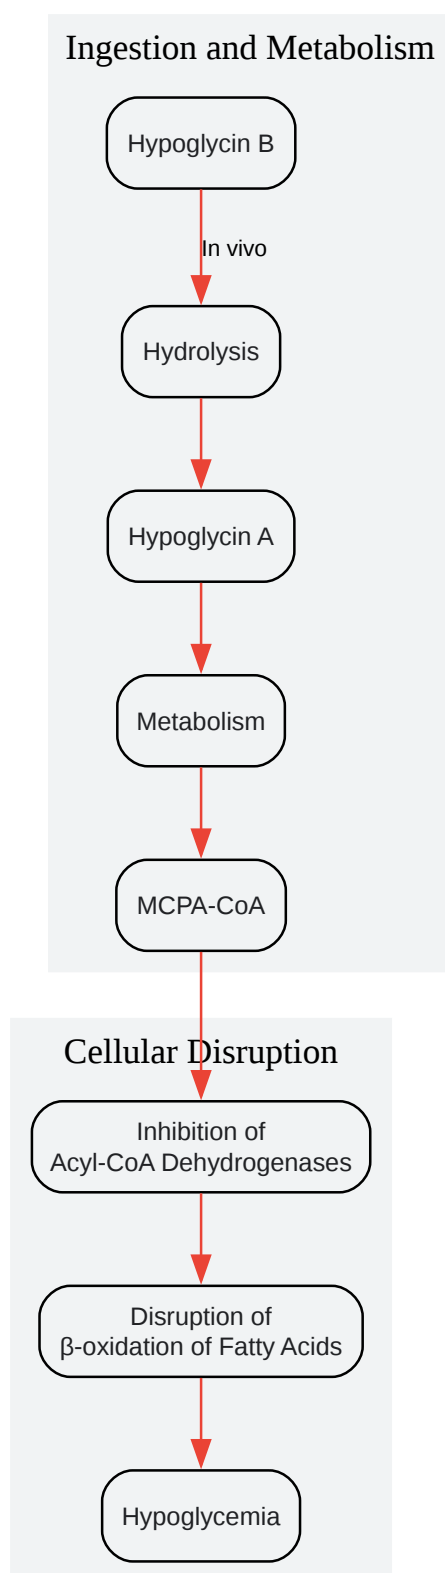 Ingestion and Metabolism
Hypoglycin B
In vivo
Hydrolysis
Hypoglycin A
Metabolism
MCPA-CoA
Cellular Disruption
Inhibition of
Acyl-CoA Dehydrogenases
Disruption of
β-oxidation of Fatty Acids
Hypoglycemia